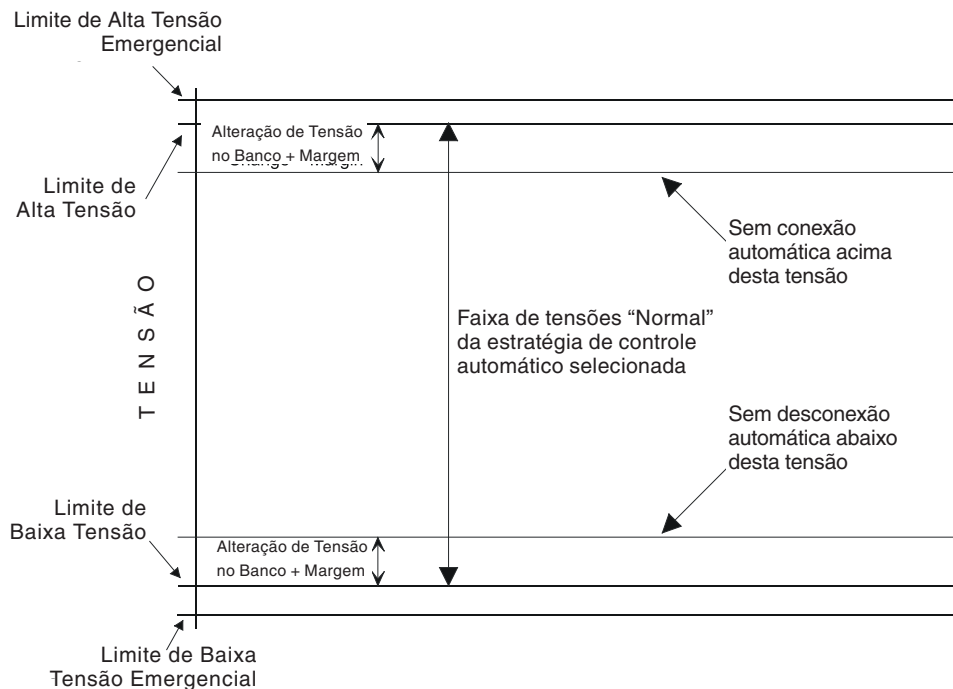 Limite de Alta Tensão
Emergencial
Alteração de Tensão
no Banco + Margem
Limite de
Alta Tensão
Sem conexão
automática acima
desta tensão
TENSÃO
Faixa de tensões “Normal”
da estratégia de controle
automático selecionada
Sem desconexão
automática abaixo
desta tensão
Limite de
Baixa Tensão
Alteração de Tensão
no Banco + Margem
Limite de Baixa
Tensão Emergencial